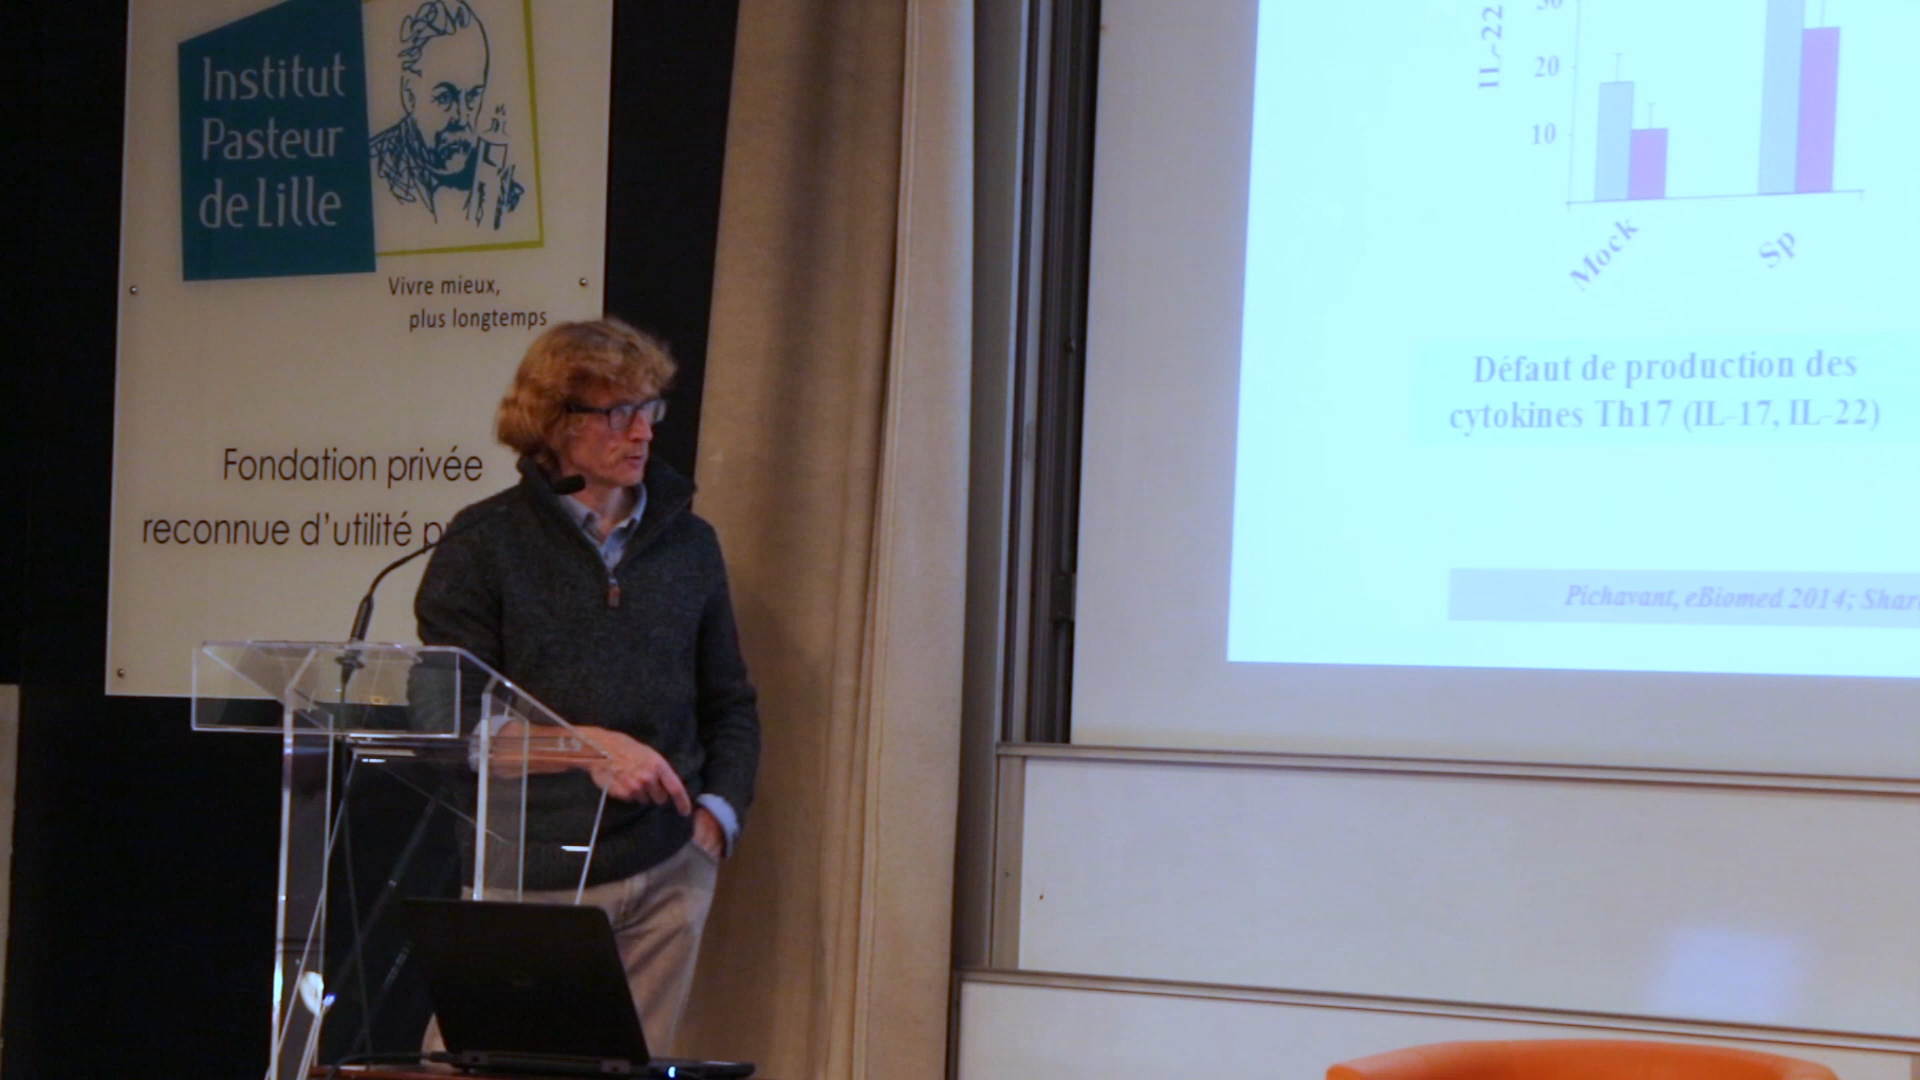 Institut
Pasteur
de Lille
Vivre mieux,
plus longtemps
Fondation privée
reconnue d'utilité
IL-22
20
10
Mock
Sp
Défaut de production des
cytokines Th17 (IL-17, IL-22)
Pichavant, eBiomed 2014;